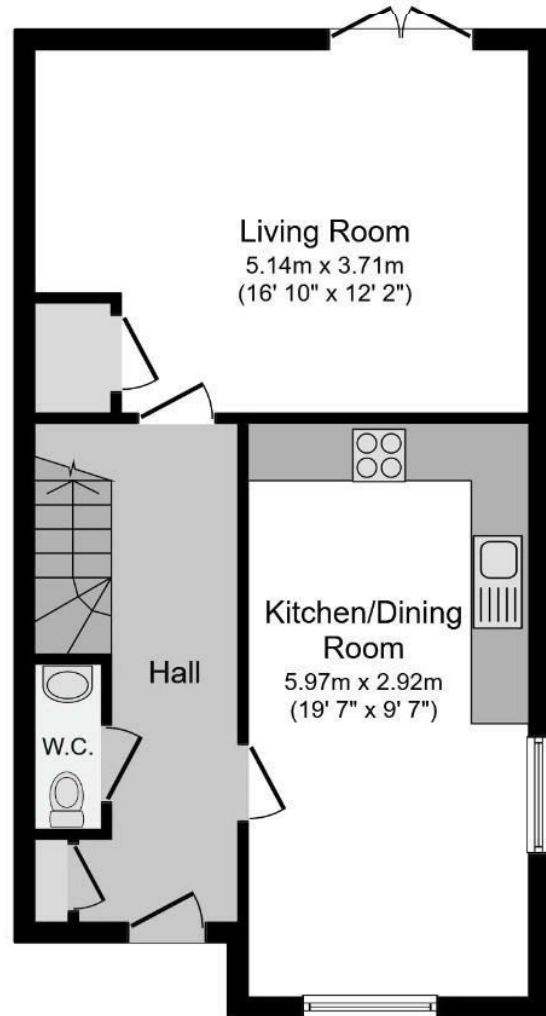 Living Room
5.14m x 3.71m
(16' 10" x 12' 2")
Kitchen/Dining
Room
5.97m x 2.92m
(19' 7" x 9' 7")
Hall
W.C.